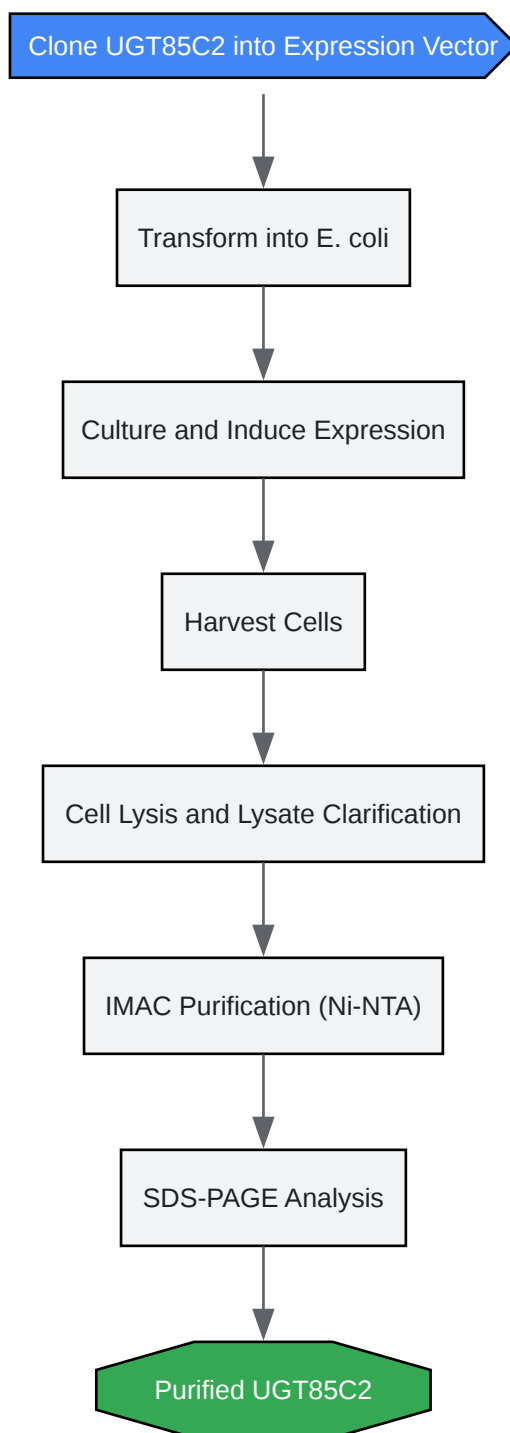 Clone UGT85C2 into Expression Vector
Transform into E. coli
Culture and Induce Expression
Harvest Cells
Cell Lysis and Lysate Clarification
IMAC Purification (Ni-NTA)
SDS-PAGE Analysis
Purified UGT85C2